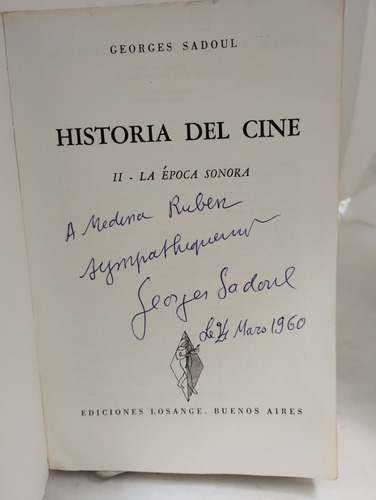 GEORGES SADOUL
HISTORIA DEL CINE
II - LA ÉPOCA SONORA
A Medina Ruben
sympathiquement
Georges Sadoul
Le 24 Mars 1960
EDICIONES LOSANGE. BUENOS AIRES